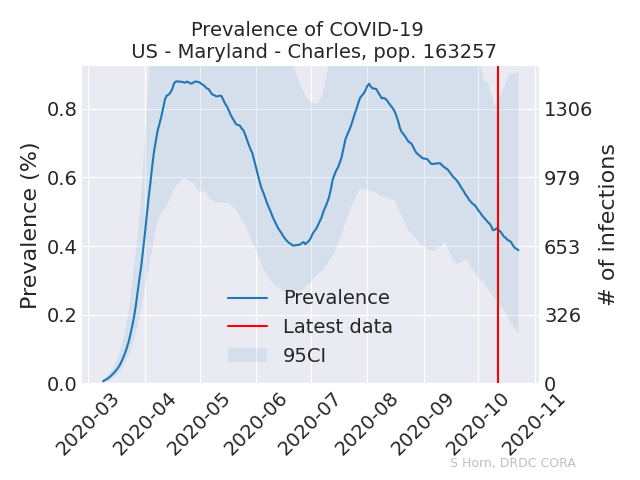 Prevalence of COVID-19
US - Maryland - Charles, pop. 163257
Prevalence (%)
0.8
0.6
0.4
0.2
0.0
1306
979
653
326
0
# of infections
Prevalence
Latest data
95CI
2020-03
2020-04
2020-05
2020-06
2020-07
2020-08
2020-09
2020-10
2020-11
S Horn, DRDC CORA